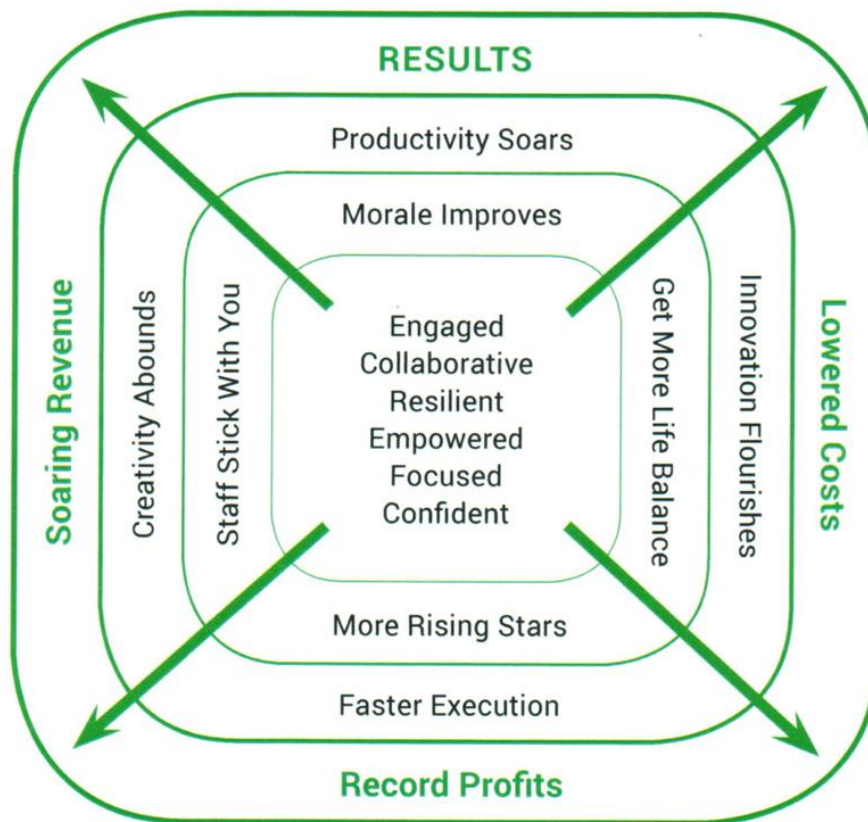 RESULTS
Productivity Soars
Morale Improves
Soaring Revenue
Creativity Abounds
Staff Stick With You
Engaged
Collaborative
Resilient
Empowered
Focused
Confident
Get More Life Balance
Innovation Flourishes
Lowered Costs
More Rising Stars
Faster Execution
Record Profits